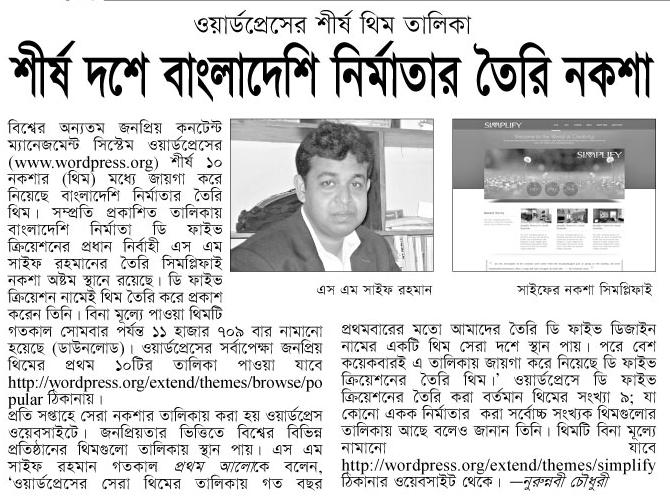 ওয়ার্ডপ্রেসের শীর্ষ থিম তালিকা
শীর্ষ দশে বাংলাদেশি নির্মাতার তৈরি নকশা
বিশ্বের অন্যতম জনপ্রিয় কনটেন্ট
ম্যানেজমেন্ট সিস্টেম ওয়ার্ডপ্রেসের
(www.wordpress.org) শীর্ষ ১০
নকশার (থিম) মধ্যে জায়গা করে
নিয়েছে বাংলাদেশি নির্মাতার তৈরি
থিম। সম্প্রতি প্রকাশিত তালিকায়
বাংলাদেশি নির্মাতা ডি ফাইভ
ক্রিয়েশনের প্রধান নির্বাহী এস এম
সাইফ রহমানের তৈরি সিমপ্লিফাই
নকশা অষ্টম স্থানে রয়েছে। ডি ফাইভ
ক্রিয়েশন নামেই থিম তৈরি করে প্রকাশ
করেন তিনি। বিনা মূল্যে পাওয়া থিমটি
গতকাল সোমবার পর্যন্ত ১১ হাজার ৭০৯ বার নামানো
হয়েছে (ডাউনলোড)। ওয়ার্ডপ্রেসের সর্বাপেক্ষা জনপ্রিয়
থিমের প্রথম ১০টির তালিকা পাওয়া যাবে
http://wordpress.org/extend/themes/browse/po
pular ঠিকানায়।
প্রতি সপ্তাহে সেরা নকশার তালিকায় করা হয় ওয়ার্ডপ্রেস
ওয়েবসাইটে। জনপ্রিয়তার ভিত্তিতে বিশ্বের বিভিন্ন
প্রতিষ্ঠানের থিমগুলো তালিকায় স্থান পায়। এস এম
সাইফ রহমান গতকাল প্রথম আলোকে বলেন,
‘ওয়ার্ডপ্রেসের সেরা থিমের তালিকায় গত বছর
এস এম সাইফ রহমান
SIMPLIFY
SIMPLIFY
সাইফের নকশা সিমপ্লিফাই
প্রথমবারের মতো আমাদের তৈরি ডি ফাইভ ডিজাইন
নামের একটি থিম সেরা দশে স্থান পায়। পরে বেশ
কয়েকবারই এ তালিকায় জায়গা করে নিয়েছে ডি ফাইভ
ক্রিয়েশনের তৈরি থিম।’ ওয়ার্ডপ্রেসে ডি ফাইভ
ক্রিয়েশনের তৈরি করা বর্তমান থিমের সংখ্যা ৯; যা
কোনো একক নির্মাতার করা সর্বোচ্চ সংখ্যক থিমগুলোর
তালিকায় আছে বলেও জানান তিনি। থিমটি বিনা মূল্যে
নামানো যাবে
http://wordpress.org/extend/themes/simplify
ঠিকানার ওয়েবসাইট থেকে। —নুরুন্নবী চৌধুরী